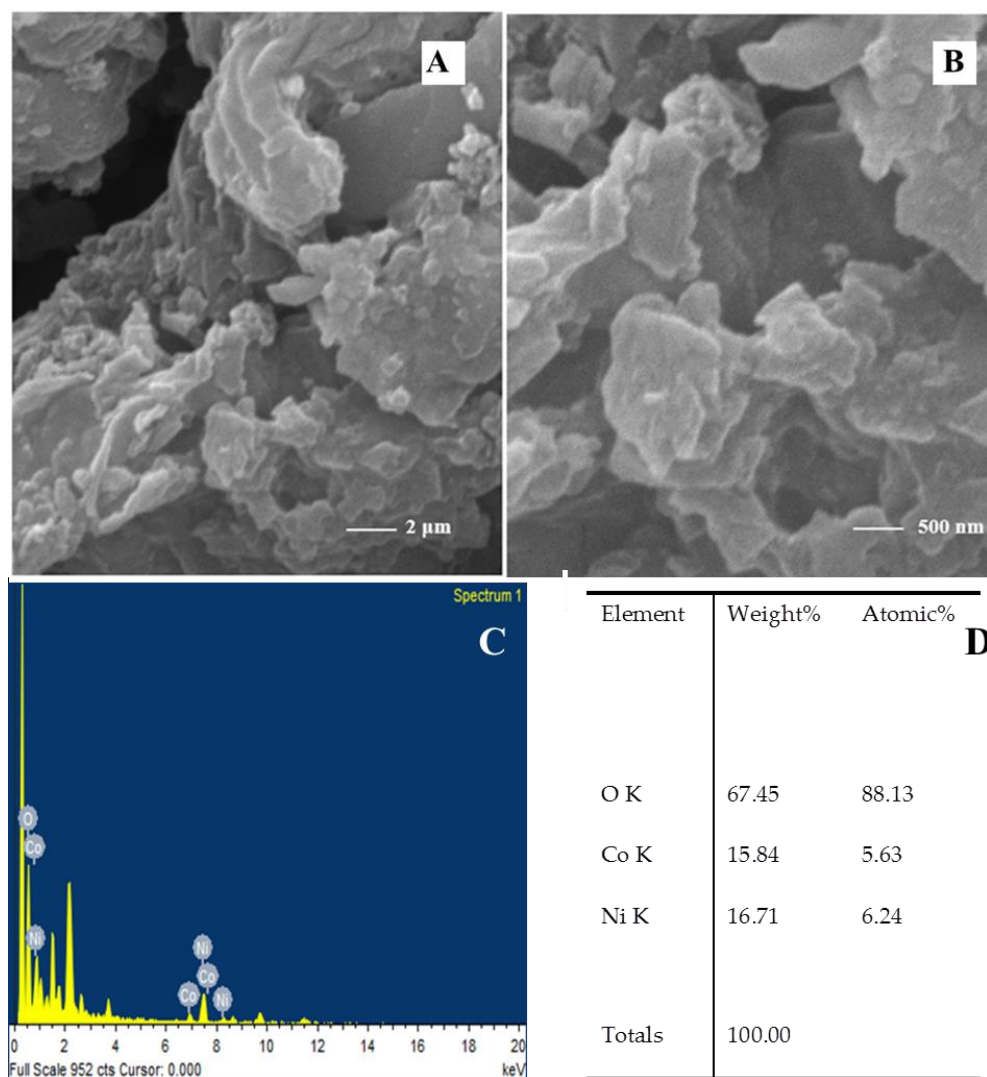 A
B
2 µm
500 nm
Spectrum 1
C
O
Co
Ni
Ni
Co
Co
Ni
0 2 4 6 8 10 12 14 16 18 20
Full Scale 952 cts Cursor: 0.000 keV
Element Weight% Atomic%
D
O K 67.45 88.13
Co K 15.84 5.63
Ni K 16.71 6.24
Totals 100.00